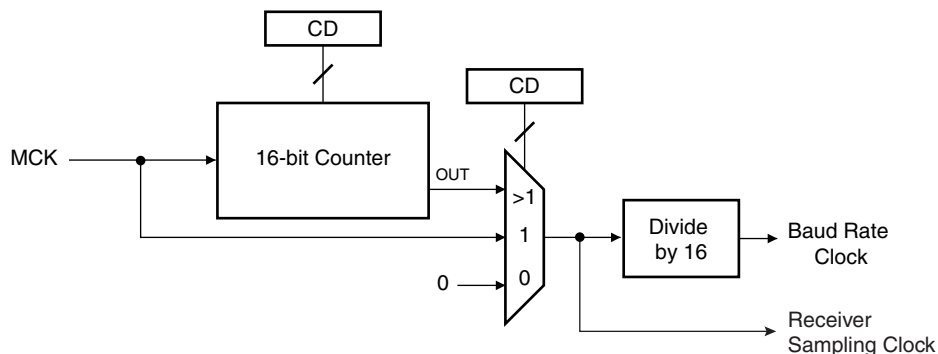 CD
CD
MCK
16-bit Counter
OUT
>1
1
0
0
Divide
by 16
Baud Rate
Clock
Receiver
Sampling Clock